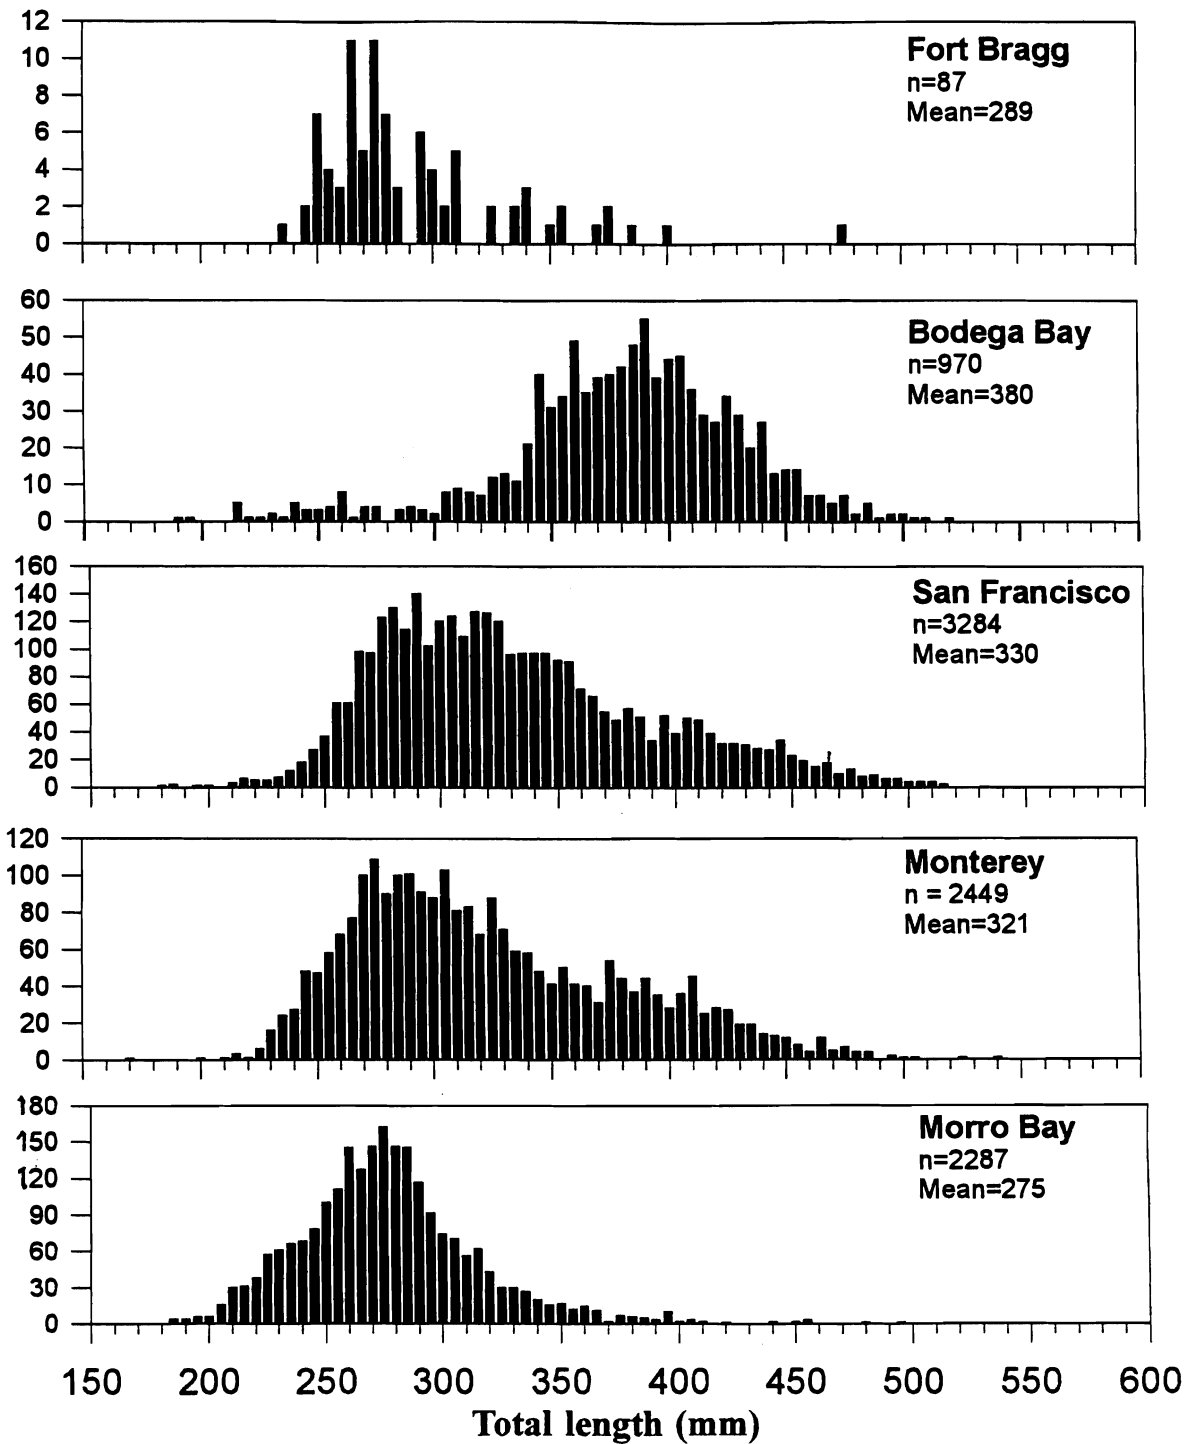 12
10
8
6
4
2
0
Fort Bragg
n=87
Mean=289
60
50
40
30
20
10
0
Bodega Bay
n=970
Mean=380
160
140
120
100
80
60
40
20
0
San Francisco
n=3284
Mean=330
120
100
80
60
40
20
0
Monterey
n = 2449
Mean=321
180
150
120
90
60
30
0
Morro Bay
n=2287
Mean=275
150 200 250 300 350 400 450 500 550 600
Total length (mm)